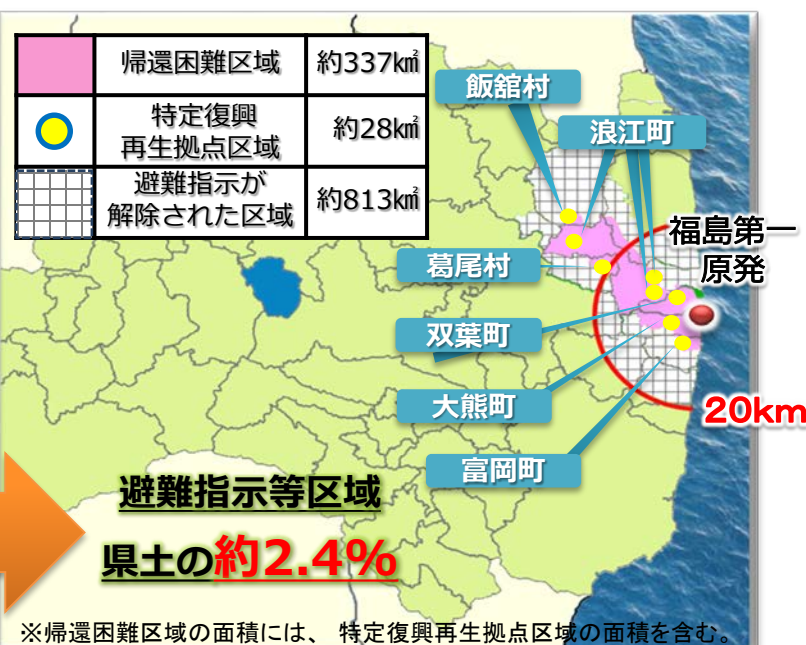 帰還困難区域 約337㎢
特定復興
再生拠点区域 約28㎢
避難指示が
解除された区域 約813㎢
飯舘村
浪江町
福島第一
原発
葛尾村
双葉町
大熊町
20km
富岡町
避難指示等区域
県土の約2.4%
※帰還困難区域の面積には、 特定復興再生拠点区域の面積を含む。